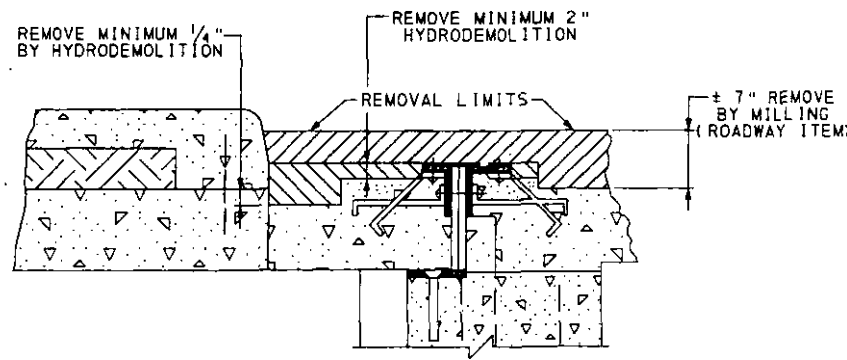 REMOVE MINIMUM 1/4"
BY HYDRODEMOLITION
REMOVE MINIMUM 2"
HYDRODEMOLITION
REMOVAL LIMITS
± 7" REMOVE
BY MILLING
(ROADWAY ITEM)